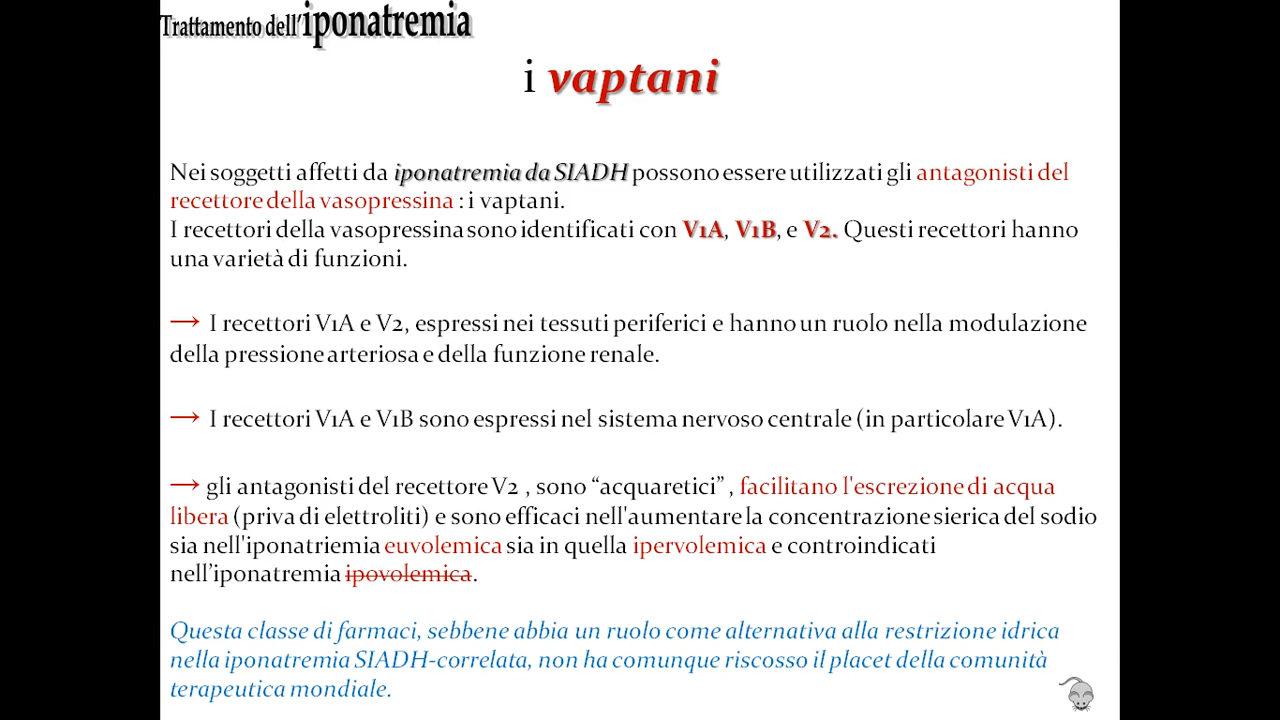 Trattamento dell'iponatremia
i vaptani
Nei soggetti affetti da iponatremia da SIADH possono essere utilizzati gli antagonisti del
recettore della vasopressina : i vaptani.
I recettori della vasopressina sono identificati con V1A, V1B, e V2. Questi recettori hanno
una varietà di funzioni.
→ I recettori V1A e V2, espressi nei tessuti periferici e hanno un ruolo nella modulazione
della pressione arteriosa e della funzione renale.
→ I recettori V1A e V1B sono espressi nel sistema nervoso centrale (in particolare V1A).
→ gli antagonisti del recettore V2 , sono “acquaretici” , facilitano l'escrezione di acqua
libera (priva di elettroliti) e sono efficaci nell'aumentare la concentrazione sierica del sodio
sia nell'iponatriemia euvolemica sia in quella ipervolemica e controindicati
nell’iponatremia ipovolemica.
Questa classe di farmaci, sebbene abbia un ruolo come alternativa alla restrizione idrica
nella iponatremia SIADH-correlata, non ha comunque riscosso il placet della comunità
terapeutica mondiale.